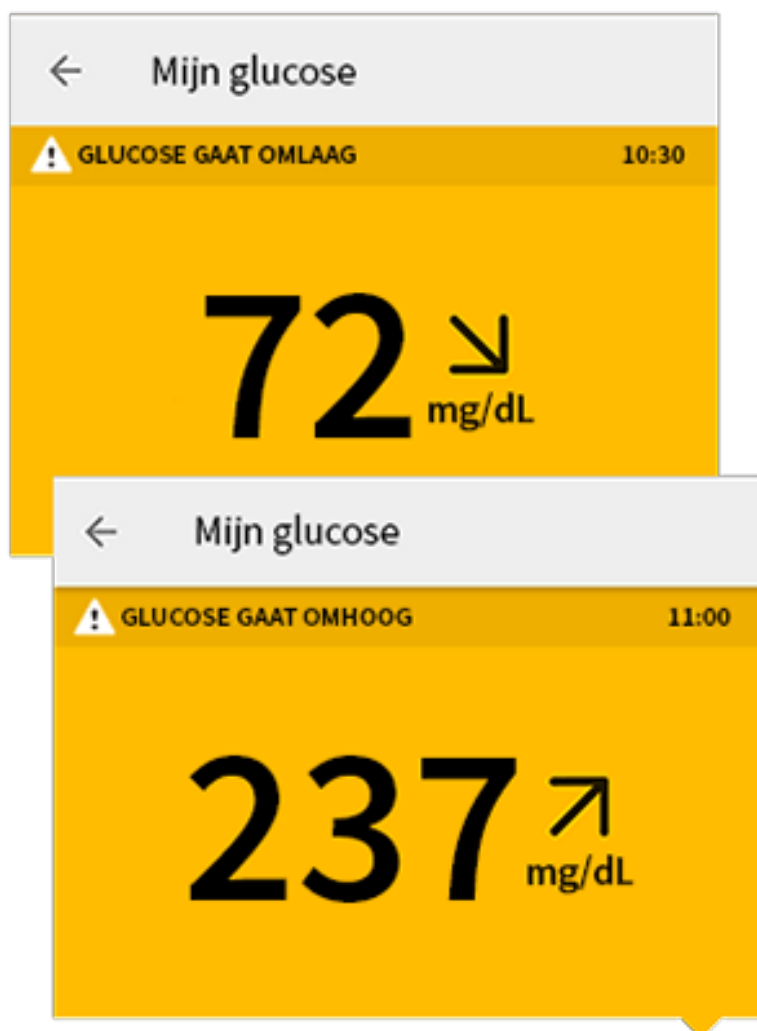 Mijn glucose
GLUCOSE GAAT OMLAAG 10:30
72 mg/dL
Mijn glucose
GLUCOSE GAAT OMHOOG 11:00
237 mg/dL